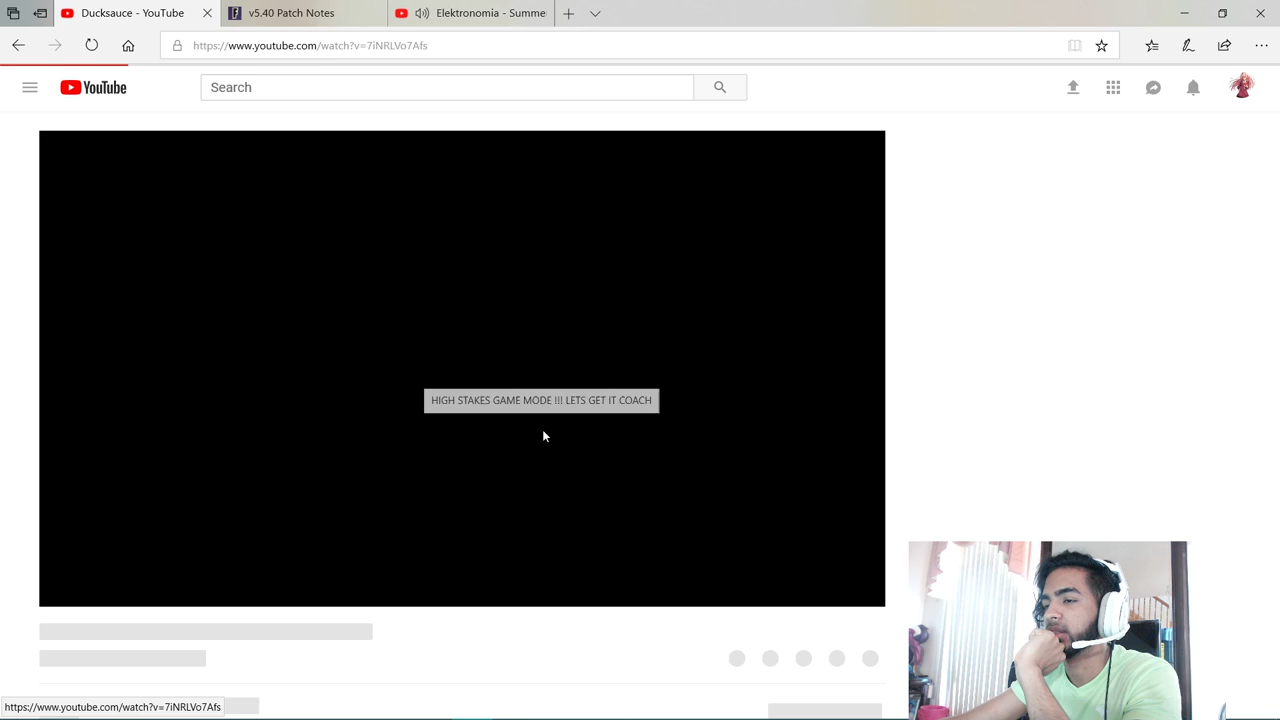 Ducksauce - YouTube
v5.40 Patch Notes
Elektronomia - Summe
https://www.youtube.com/watch?v=7iNRLVo7Afs
YouTube
Search
HIGH STAKES GAME MODE !!! LETS GET IT COACH
https://www.youtube.com/watch?v=7iNRLVo7Afs